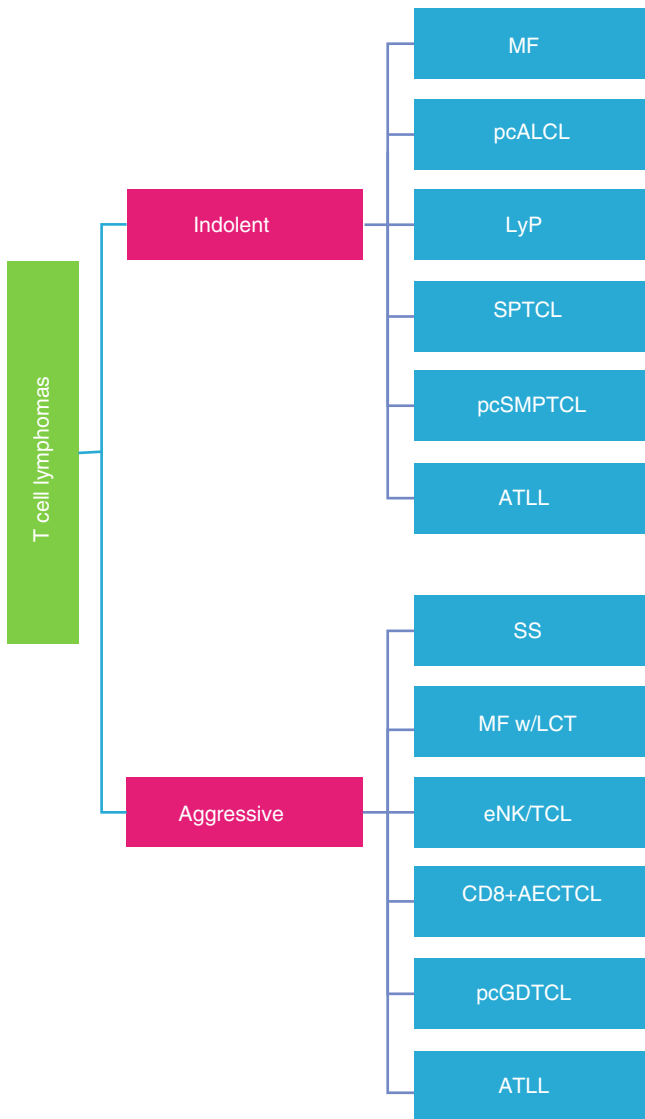 T cell lymphomas
Indolent
MF
pcALCL
LyP
SPTCL
pcSMPTCL
ATLL
Aggressive
SS
MF w/LCT
eNK/TCL
CD8+AECTCL
pcGDTCL
ATLL